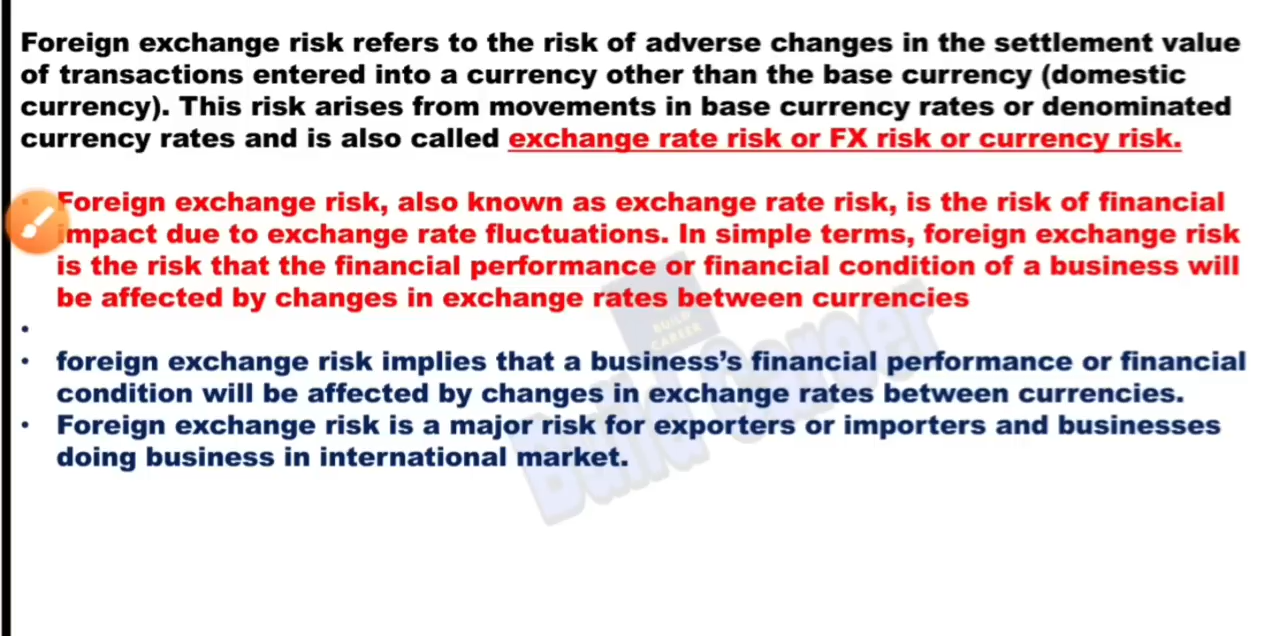 Foreign exchange risk refers to the risk of adverse changes in the settlement value
of transactions entered into a currency other than the base currency (domestic
currency). This risk arises from movements in base currency rates or denominated
currency rates and is also called exchange rate risk or FX risk or currency risk.
Foreign exchange risk, also known as exchange rate risk, is the risk of financial
impact due to exchange rate fluctuations. In simple terms, foreign exchange risk
is the risk that the financial performance or financial condition of a business will
be affected by changes in exchange rates between currencies
•
• foreign exchange risk implies that a business’s financial performance or financial
condition will be affected by changes in exchange rates between currencies.
• Foreign exchange risk is a major risk for exporters or importers and businesses
doing business in international market.
BUILD
CAREER
Build Career